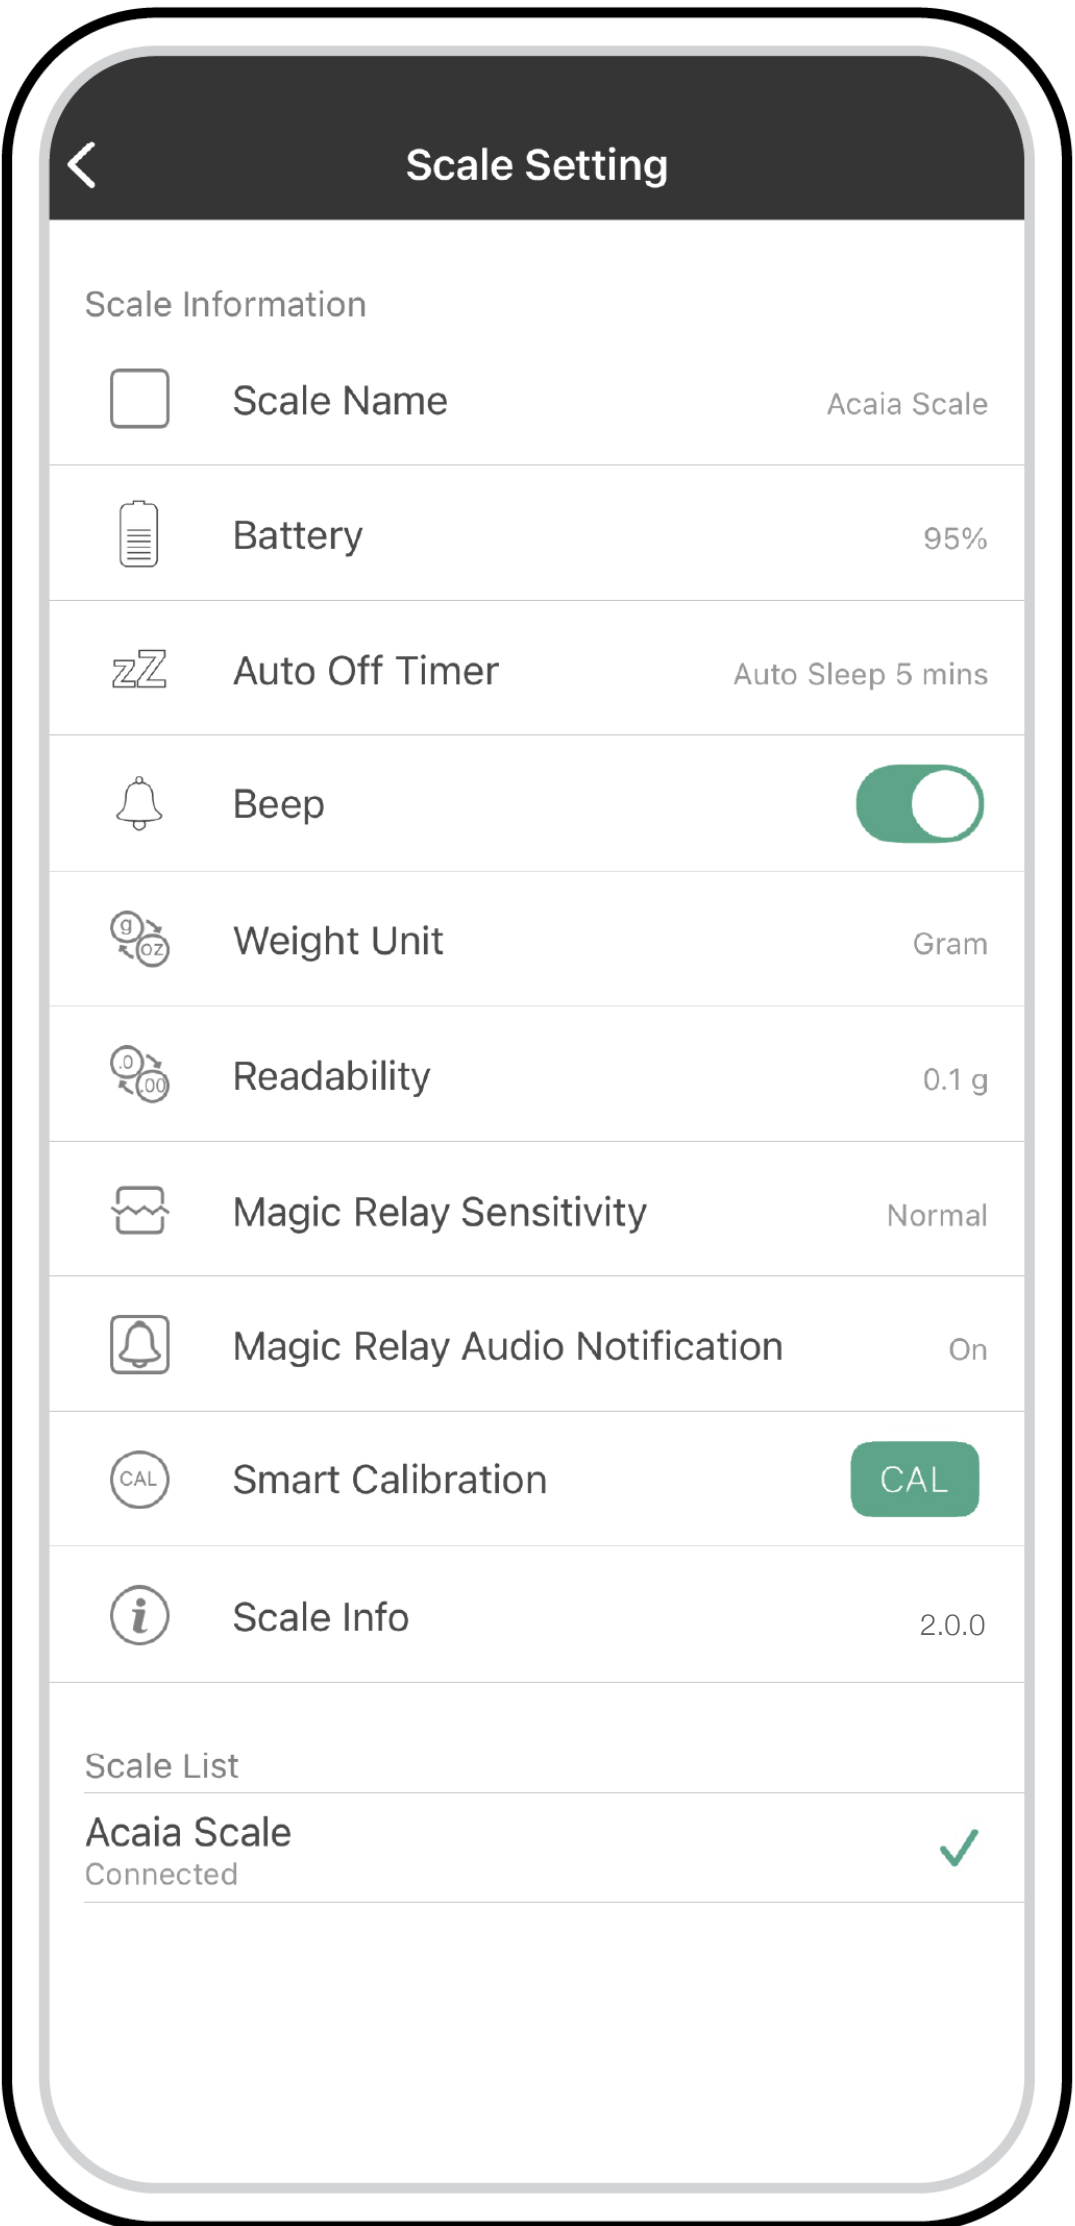 Scale Setting
Scale Information
Scale Name Acaia Scale
Battery 95%
zZ Auto Off Timer Auto Sleep 5 mins
Beep
g oz Weight Unit Gram
.0 .00 Readability 0.1 g
Magic Relay Sensitivity Normal
Magic Relay Audio Notification On
CAL Smart Calibration CAL
i Scale Info 2.0.0
Scale List
Acaia Scale
Connected